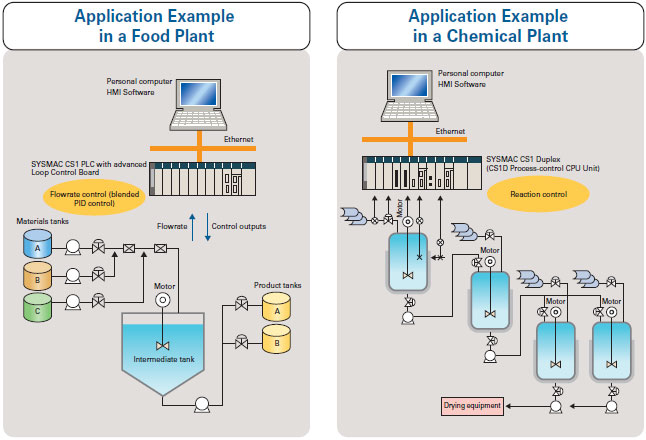 Application Example
in a Food Plant
Personal computer
HMI Software
Ethernet
SYSMAC CS1 PLC with advanced
Loop Control Board
Flowrate control (blended
PID control)
Flowrate
Control outputs
Materials tanks
A
B
C
Motor
Intermediate tank
Product tanks
A
B
Application Example
in a Chemical Plant
Personal computer
HMI Software
Ethernet
SYSMAC CS1 Duplex
(CS1D Process-control CPU Unit)
Reaction control
Motor
Motor
Motor
Motor
Drying equipment